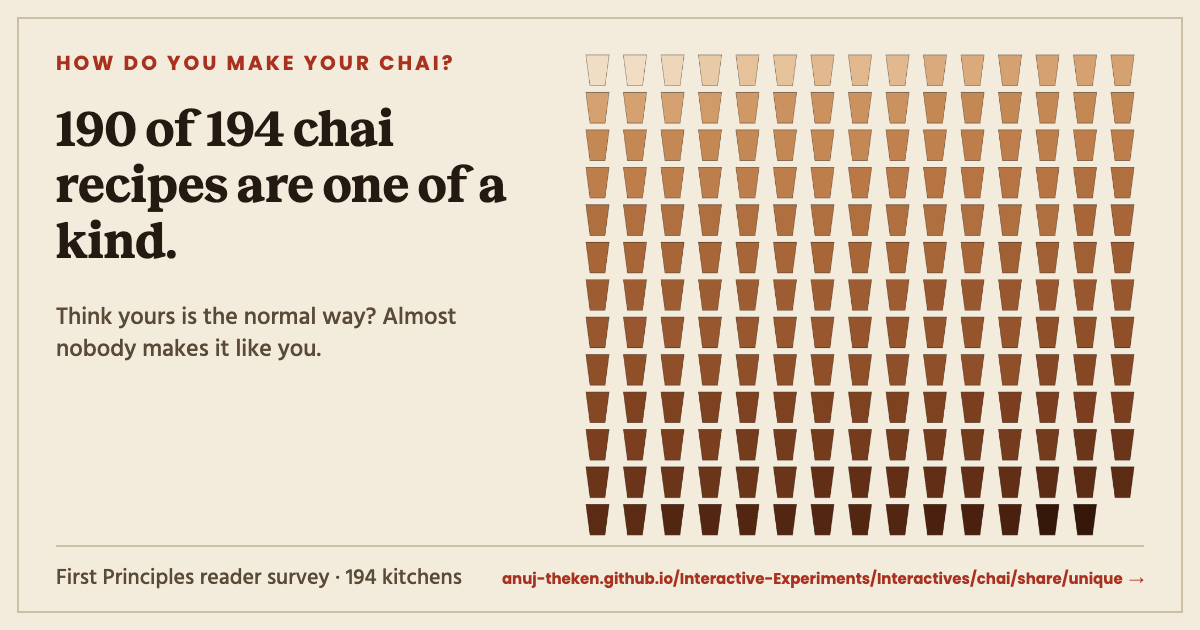 HOW DO YOU MAKE YOUR CHAI?
190 of 194 chai
recipes are one of a
kind.
Think yours is the normal way? Almost
nobody makes it like you.
First Principles reader survey · 194 kitchens
anuj-theken.github.io/Interactive-Experiments/Interactives/chai/share/unique →